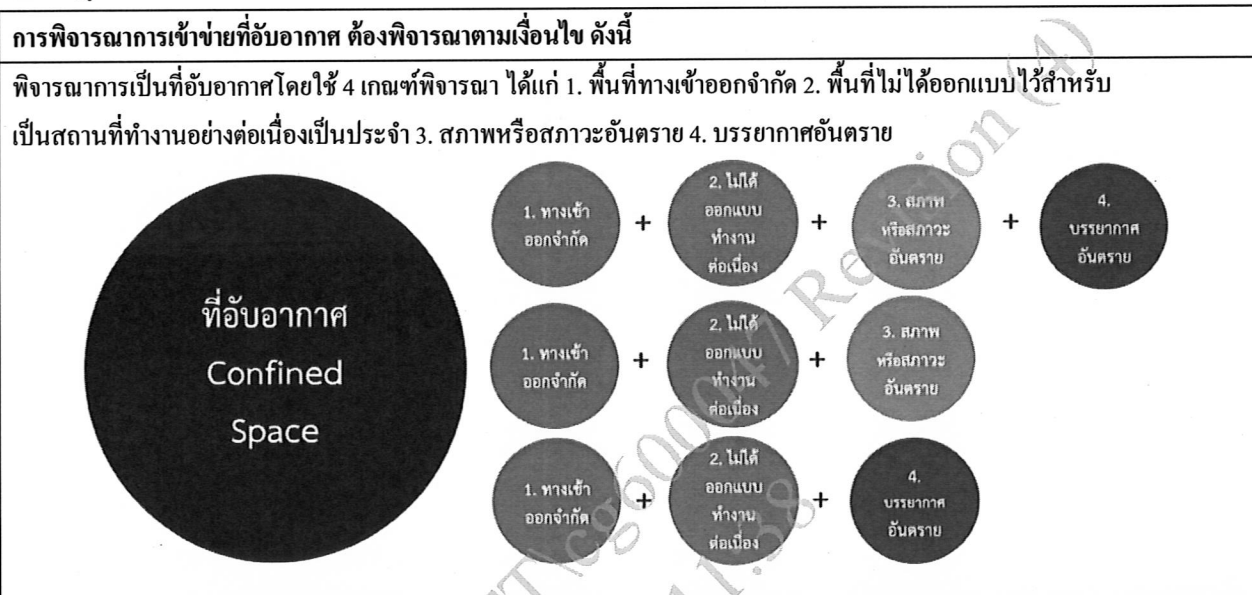 การพิจารณาการเข้าข่ายที่อับอากาศ ต้องพิจารณาตามเงื่อนไข ดังนี้
พิจารณาการเป็นที่อับอากาศโดยใช้ 4 เกณฑ์พิจารณา ได้แก่ 1. พื้นที่ทางเข้าออกจำกัด 2. พื้นที่ไม่ได้ออกแบบไว้สำหรับ
เป็นสถานที่ทำงานอย่างต่อเนื่องเป็นประจำ 3. สภาพหรือสภาวะอันตราย 4. บรรยากาศอันตราย
ที่อับอากาศ
Confined
Space
1. ทางเข้า
ออกจำกัด
+
2. ไม่ได้
ออกแบบ
ทำงาน
ต่อเนื่อง
+
3. สภาพ
หรือสภาวะ
อันตราย
+
4.
บรรยากาศ
อันตราย
1. ทางเข้า
ออกจำกัด
+
2. ไม่ได้
ออกแบบ
ทำงาน
ต่อเนื่อง
+
3. สภาพ
หรือสภาวะ
อันตราย
1. ทางเข้า
ออกจำกัด
+
2. ไม่ได้
ออกแบบ
ทำงาน
ต่อเนื่อง
+
4.
บรรยากาศ
อันตราย
T\cg600047 Revision (4)
11:38